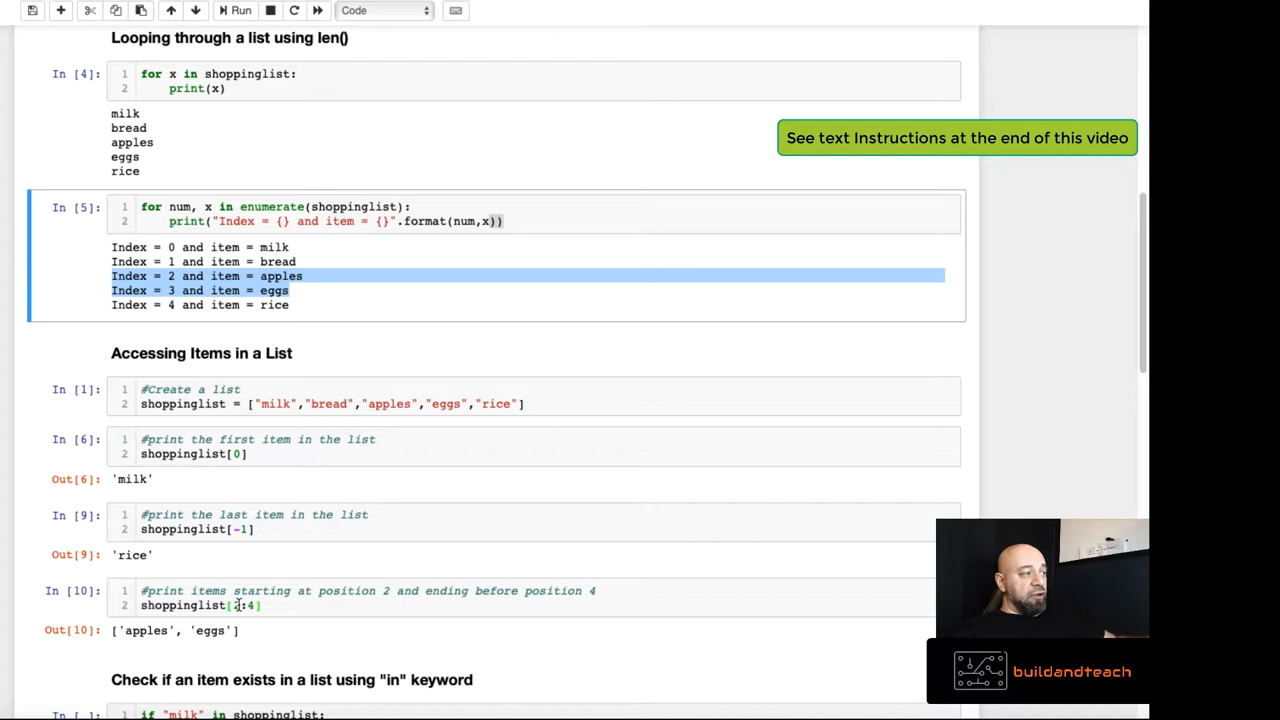 Run
Code
Looping through a list using len()
In [4]:
1 for x in shoppinglist:
2 print(x)
milk
bread
apples
eggs
rice
See text Instructions at the end of this video
In [5]:
1 for num, x in enumerate(shoppinglist):
2 print("Index = {} and item = {}".format(num,x))
Index = 0 and item = milk
Index = 1 and item = bread
Index = 2 and item = apples
Index = 3 and item = eggs
Index = 4 and item = rice
Accessing Items in a List
In [1]:
1 #Create a list
2 shoppinglist = ["milk","bread","apples","eggs","rice"]
In [6]:
1 #print the first item in the list
2 shoppinglist[0]
Out[6]: 'milk'
In [9]:
1 #print the last item in the list
2 shoppinglist[-1]
Out[9]: 'rice'
In [10]:
1 #print items starting at position 2 and ending before position 4
2 shoppinglist[2:4]
Out[10]: ['apples', 'eggs']
buildandteach
Check if an item exists in a list using "in" keyword
In [ ]:
1 if "milk" in shoppinglist: